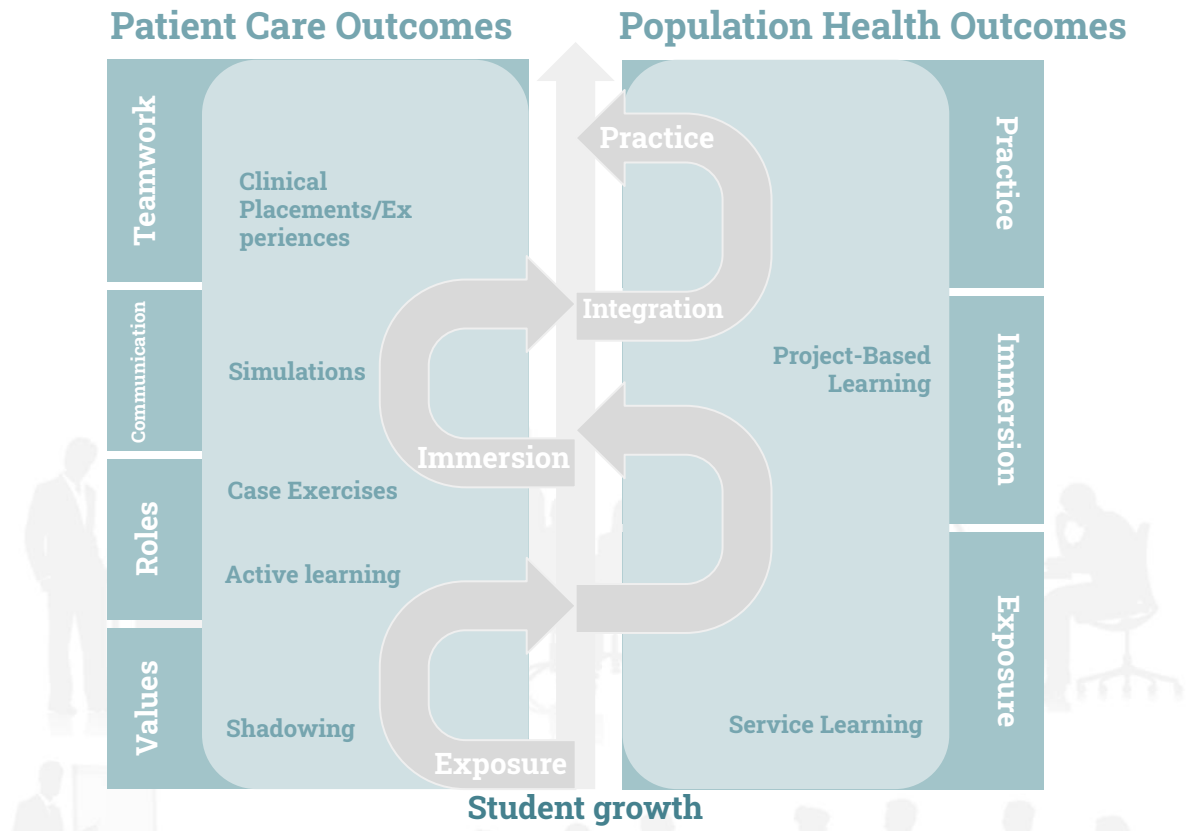 Patient Care Outcomes
Population Health Outcomes
Teamwork
Communication
Roles
Values
Clinical
Placements/Ex
periences
Simulations
Case Exercises
Active learning
Shadowing
Practice
Integration
Immersion
Exposure
Project-Based
Learning
Service Learning
Practice
Immersion
Exposure
Student growth